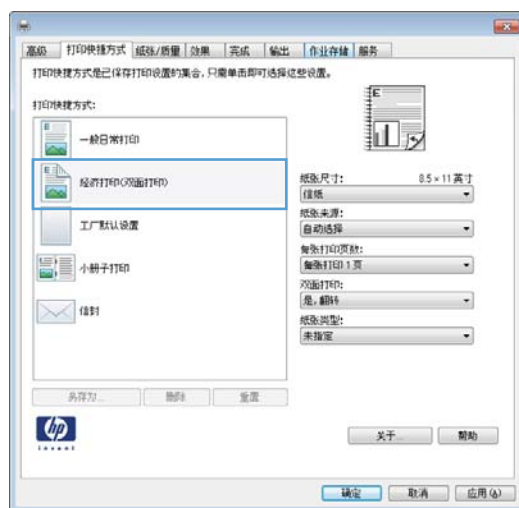 高级 打印快捷方式 纸张/质量 效果 完成 输出 作业存储 服务
打印快捷方式是已保存打印设置的集合，只需单击即可选择这些设置。
打印快捷方式:
一般日常打印
经济打印(双面打印)
工厂默认设置
小册子打印
信封
另存为... 删除 重置
E
纸张尺寸: 8.5 × 11 英寸
信纸
纸张来源:
自动选择
每张打印页数:
每张打印 1 页
双面打印:
是, 翻转
纸张类型:
未指定
hp
invent
关于... 帮助
确定 取消 应用(A)